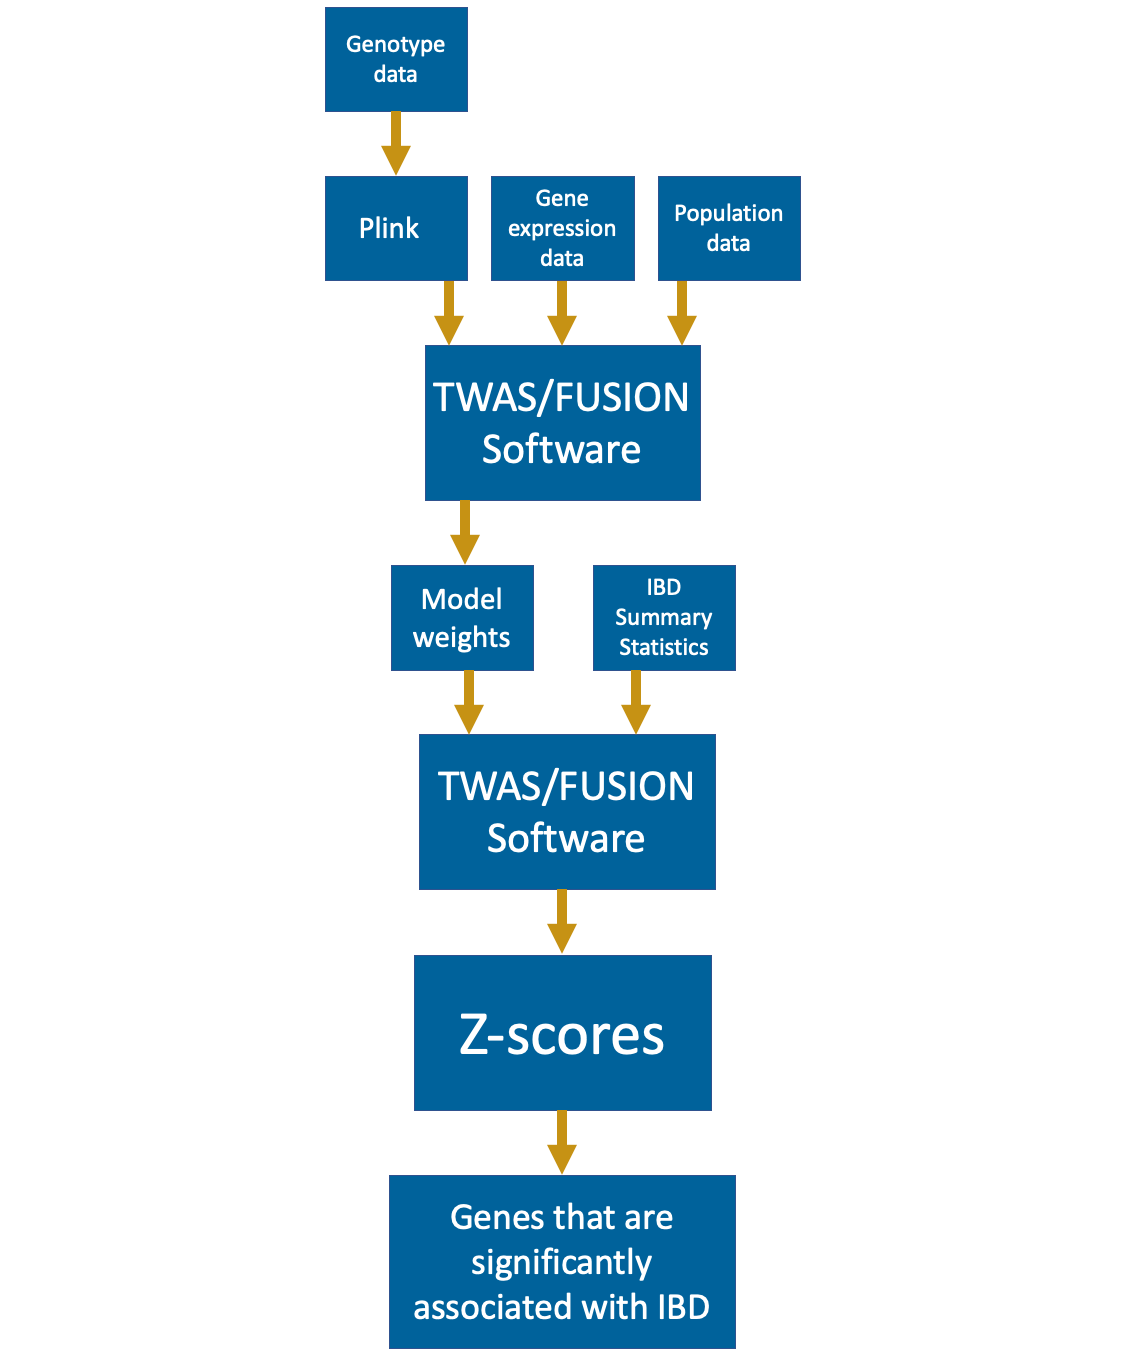 Genotype
data
Plink
Gene
expression
data
Population
data
TWAS/FUSION
Software
Model
weights
IBD
Summary
Statistics
TWAS/FUSION
Software
Z-scores
Genes that are
significantly
associated with IBD